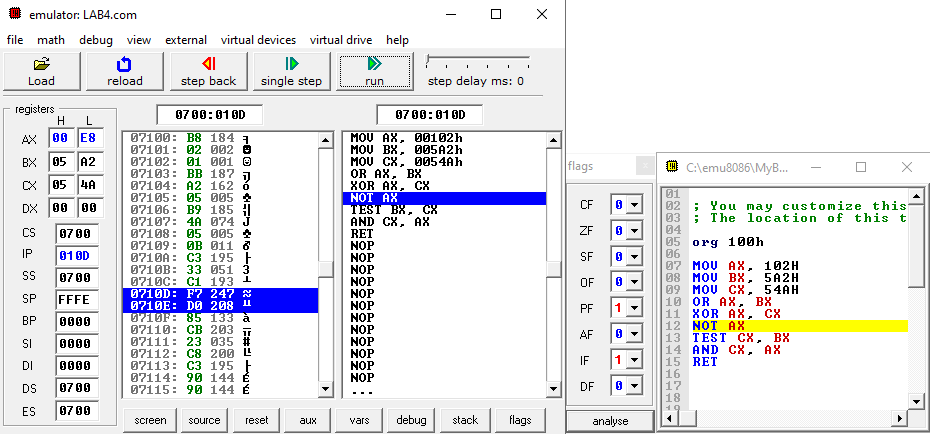 emulator: LAB4.com
file math debug view external virtual devices virtual drive help
Load reload step back single step run step delay ms: 0
registers
H L
AX 00 E8
BX 05 A2
CX 05 4A
DX 00 00
CS 0700
IP 010D
SS 0700
SP FFFE
BP 0000
SI 0000
DI 0000
DS 0700
ES 0700
0700:010D
07100: B8 184 ╕
07101: 02 002 ☻
07102: 01 001 ☺
07103: BB 187 ╗
07104: A2 162 ó
07105: 05 005 ♣
07106: B9 185 ╣
07107: 4A 074 J
07108: 05 005 ♣
07109: 0B 011 ♂
0710A: C3 195 ├
0710B: 33 051 3
0710C: C1 193 ┴
0710D: F7 247 ≈
0710E: D0 208 ╨
0710F: 85 133 à
07110: CB 203 ╦
07111: 23 035 #
07112: C8 200 ╚
07113: C3 195 ├
07114: 90 144 É
07115: 90 144 É
0700:010D
MOV AX, 00102h
MOV BX, 005A2h
MOV CX, 0054Ah
OR AX, BX
XOR AX, CX
NOT AX
TEST BX, CX
AND CX, AX
RET
NOP
NOP
NOP
NOP
NOP
NOP
NOP
NOP
NOP
NOP
NOP
NOP
...
screen source reset aux vars debug stack flags
flags
CF 0
ZF 0
SF 0
OF 0
PF 1
AF 0
IF 1
DF 0
analyse
C:\emu8086\MyB...
01
02 ; You may customize this
03 ; The location of this t
04
05 org 100h
06
07 MOV AX, 102H
08 MOV BX, 5A2H
09 MOV CX, 54AH
10 OR AX, BX
11 XOR AX, CX
12 NOT AX
13 TEST CX, BX
14 AND CX, AX
15 RET
16
17
18